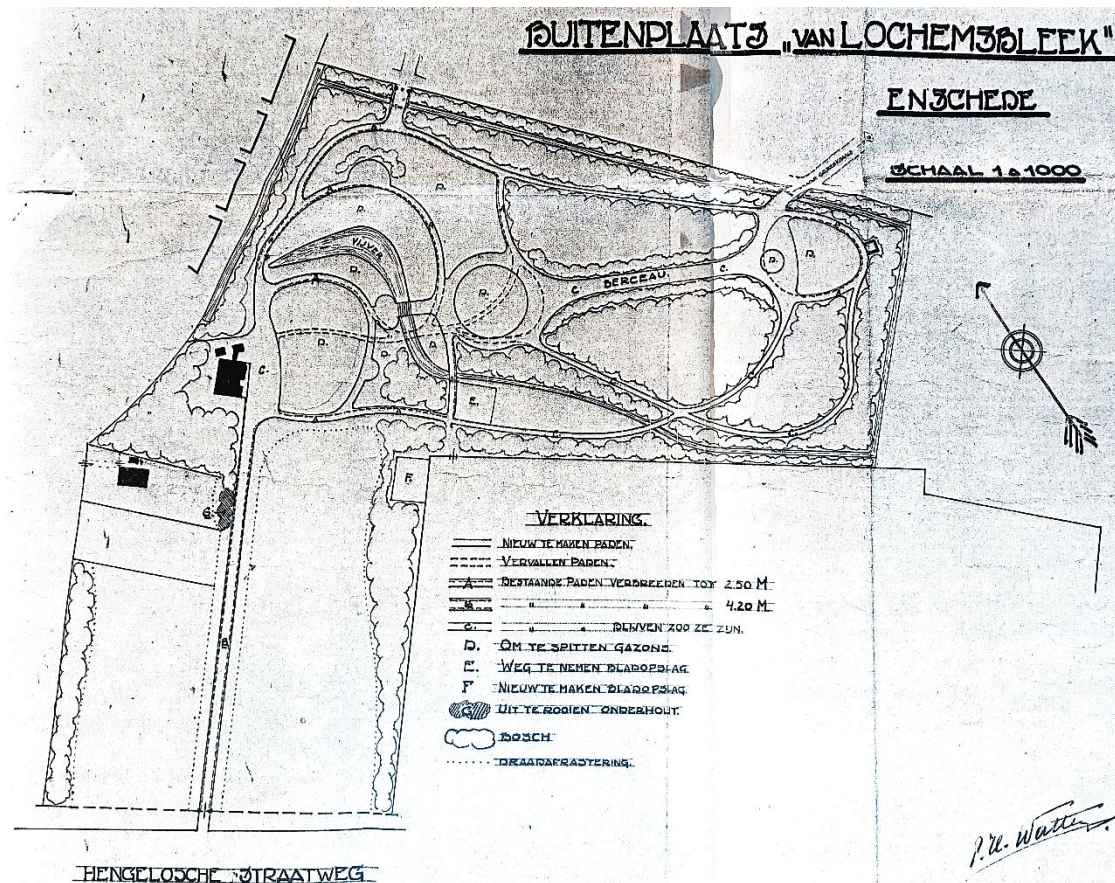 BUITENPLAATS „VAN LOCHEMSBLEEK"
ENSCHEDE
SCHAAL 1 à 1000
VIJVER
BERCEAU.
VERKLARING.
NIEUW TE MAKEN PADEN.
VERVALLEN PADEN.
A BESTAANDE PADEN VERBREEDEN TOT 2.50 M
B " " " " 4.20 M
C. " " BLIJVEN ZOO ZE ZIJN.
D. OM TE SPITTEN GAZONS.
E. WEG TE NEMEN BLADOPSLAG
F NIEUW TE MAKEN BLADOPSLAG
G UIT TE ROOIEN ONDERHOUT.
BOSCH
DRAADAFRASTERING.
HENGELOSCHE STRAATWEG